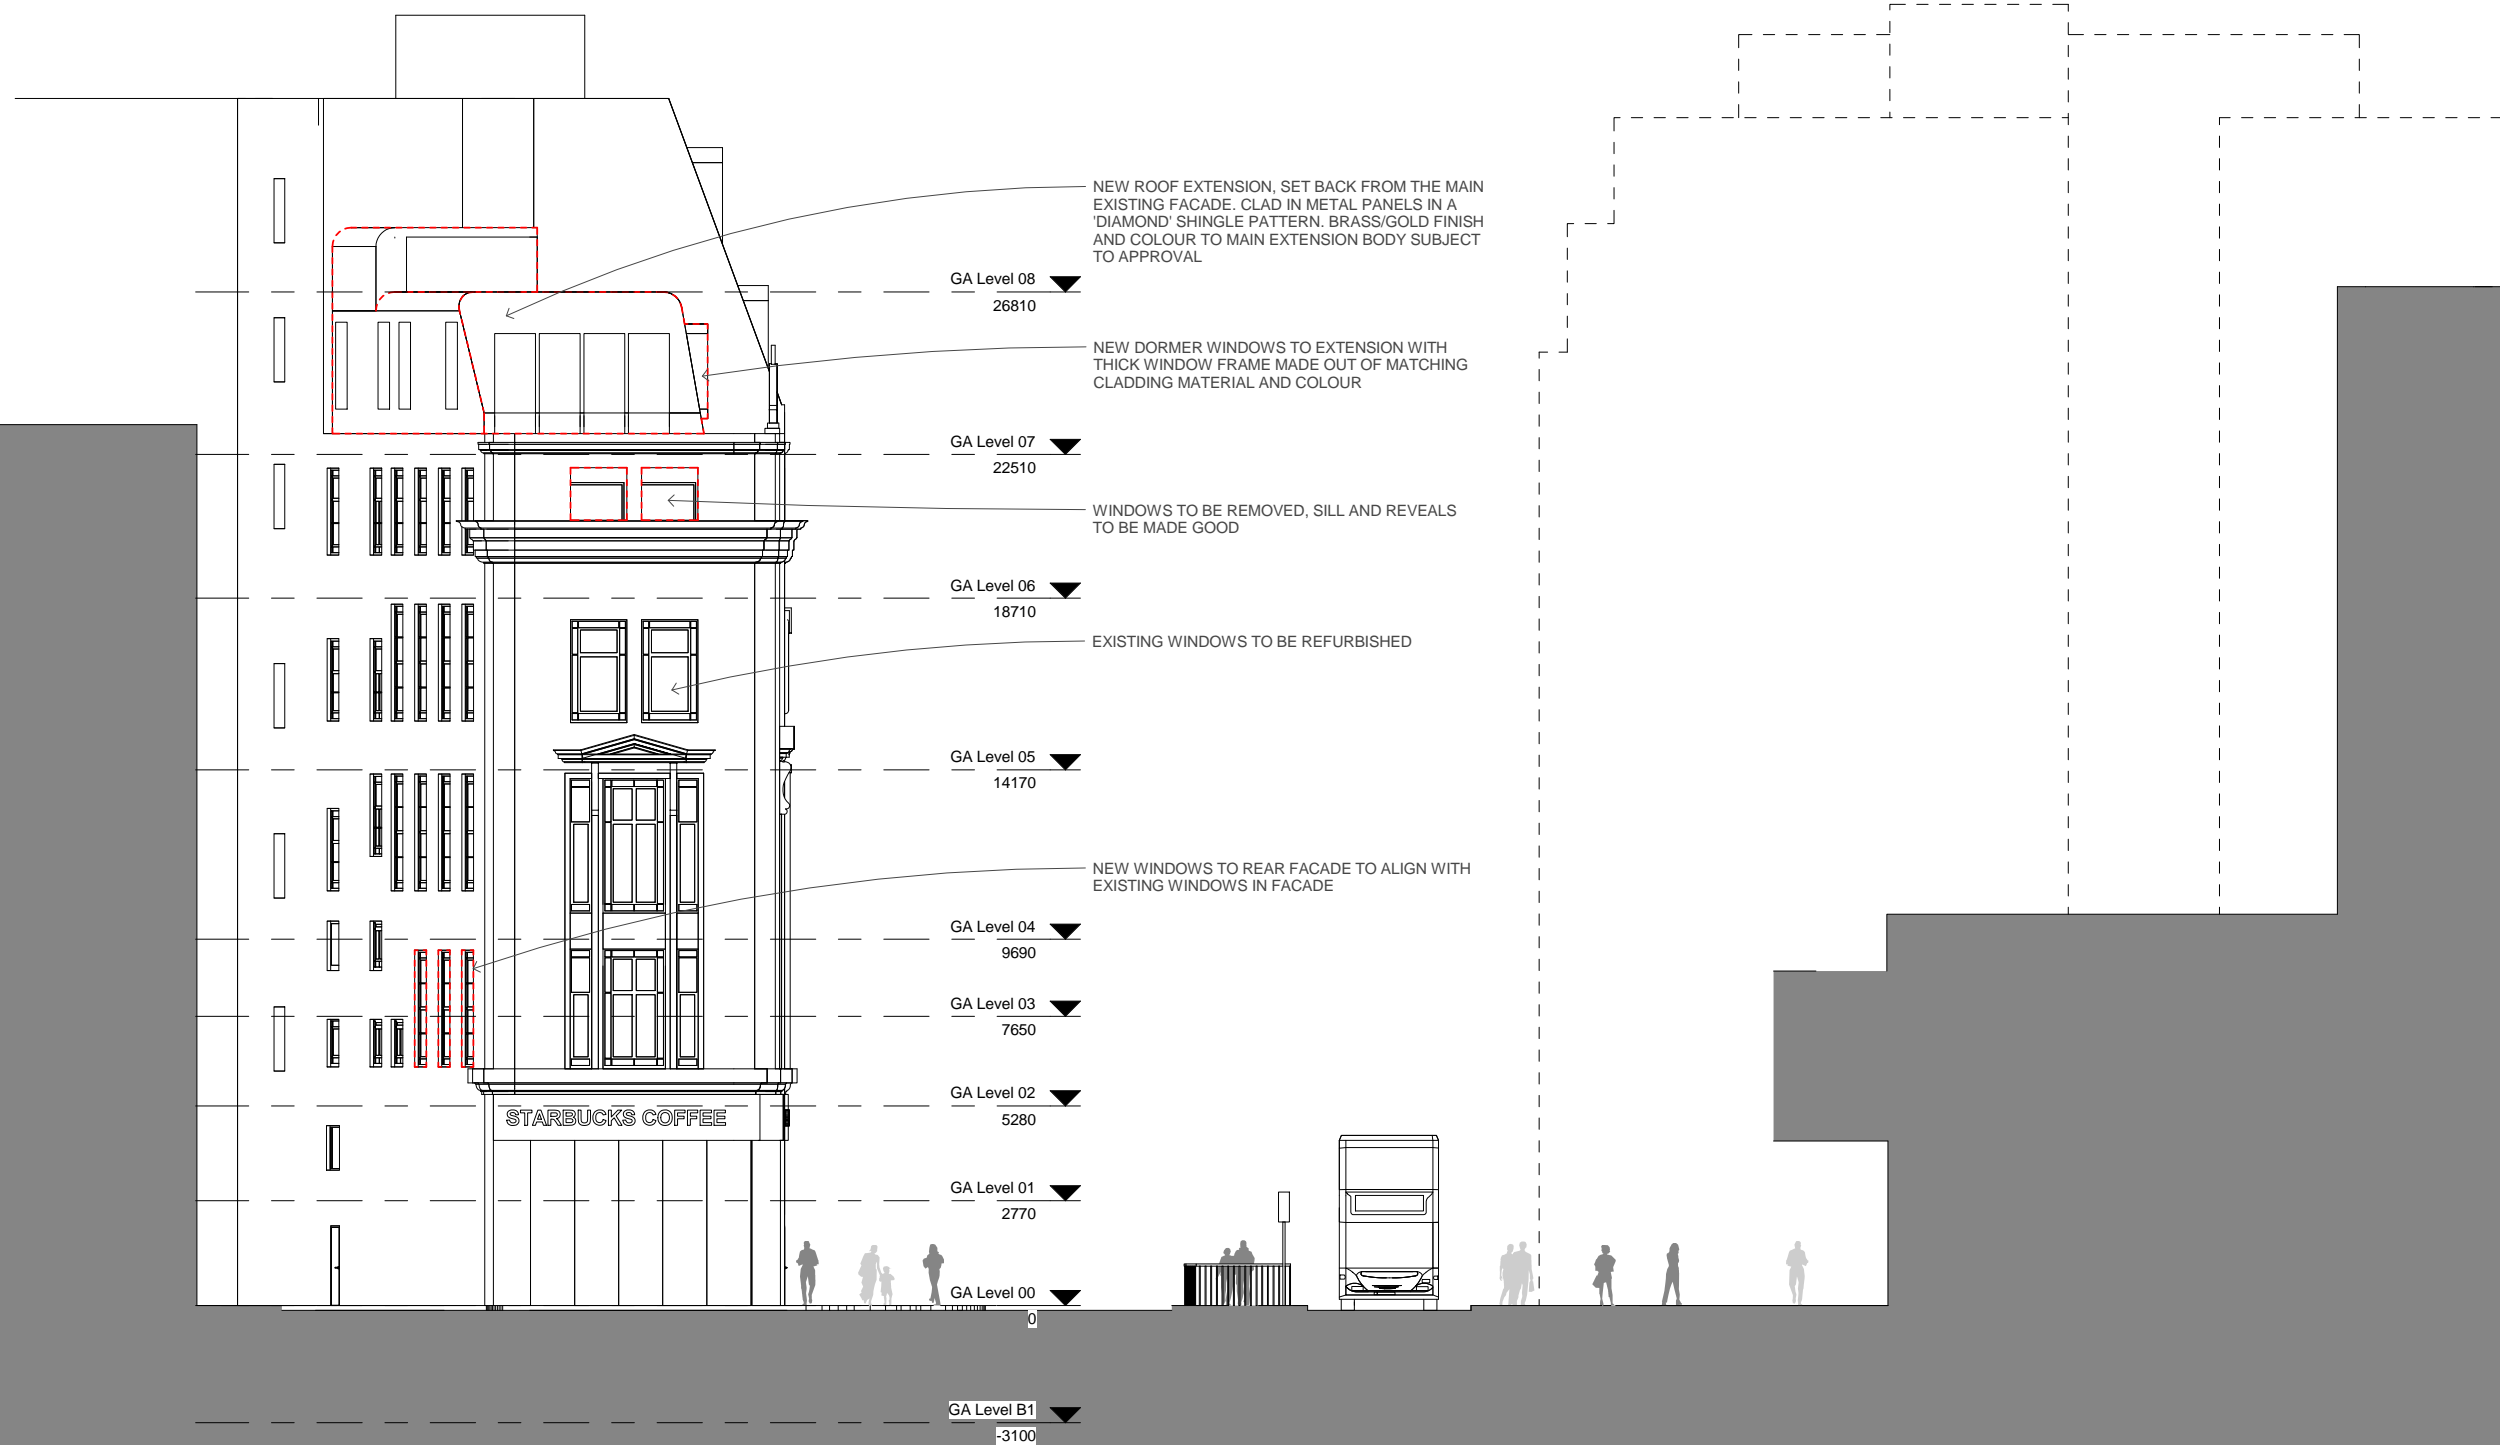 NEW ROOF EXTENSION, SET BACK FROM THE MAIN
EXISTING FACADE. CLAD IN METAL PANELS IN A
'DIAMOND' SHINGLE PATTERN. BRASS/GOLD FINISH
AND COLOUR TO MAIN EXTENSION BODY SUBJECT
TO APPROVAL
GA Level 08
26810
NEW DORMER WINDOWS TO EXTENSION WITH
THICK WINDOW FRAME MADE OUT OF MATCHING
CLADDING MATERIAL AND COLOUR
GA Level 07
22510
WINDOWS TO BE REMOVED, SILL AND REVEALS
TO BE MADE GOOD
GA Level 06
18710
EXISTING WINDOWS TO BE REFURBISHED
GA Level 05
14170
NEW WINDOWS TO REAR FACADE TO ALIGN WITH
EXISTING WINDOWS IN FACADE
GA Level 04
9690
GA Level 03
7650
GA Level 02
5280
STARBUCKS COFFEE
GA Level 01
2770
GA Level 00
0
GA Level B1
-3100